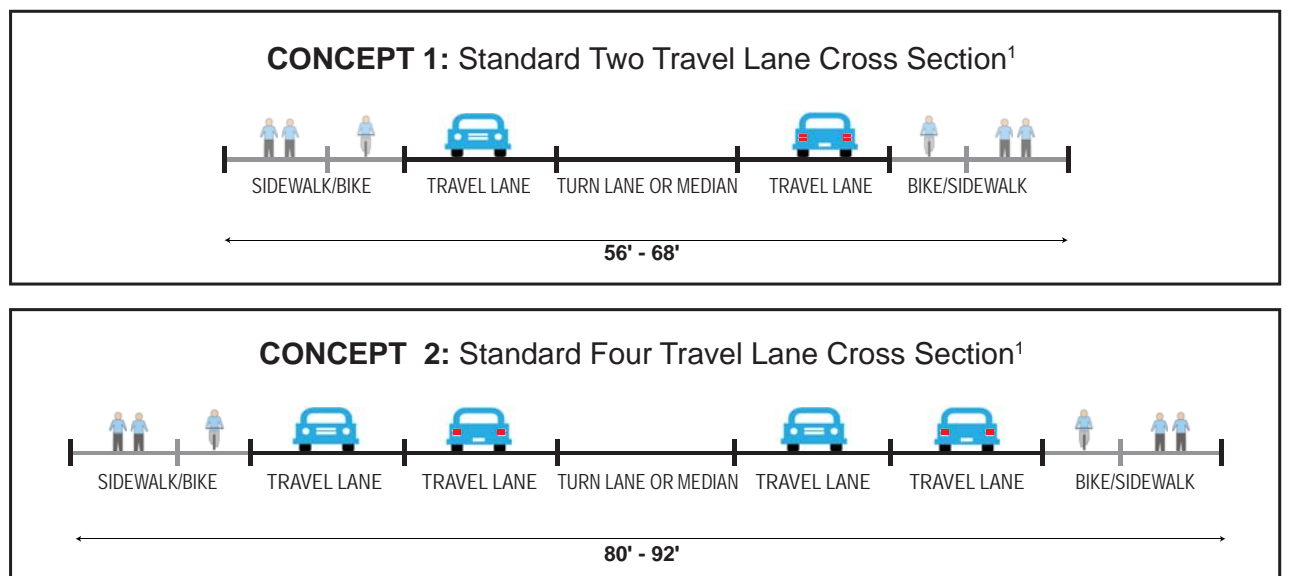 CONCEPT 1: Standard Two Travel Lane Cross Section¹
SIDEWALK/BIKE TRAVEL LANE TURN LANE OR MEDIAN TRAVEL LANE BIKE/SIDEWALK
56' - 68'
CONCEPT 2: Standard Four Travel Lane Cross Section¹
SIDEWALK/BIKE TRAVEL LANE TRAVEL LANE TURN LANE OR MEDIAN TRAVEL LANE TRAVEL LANE BIKE/SIDEWALK
80' - 92'